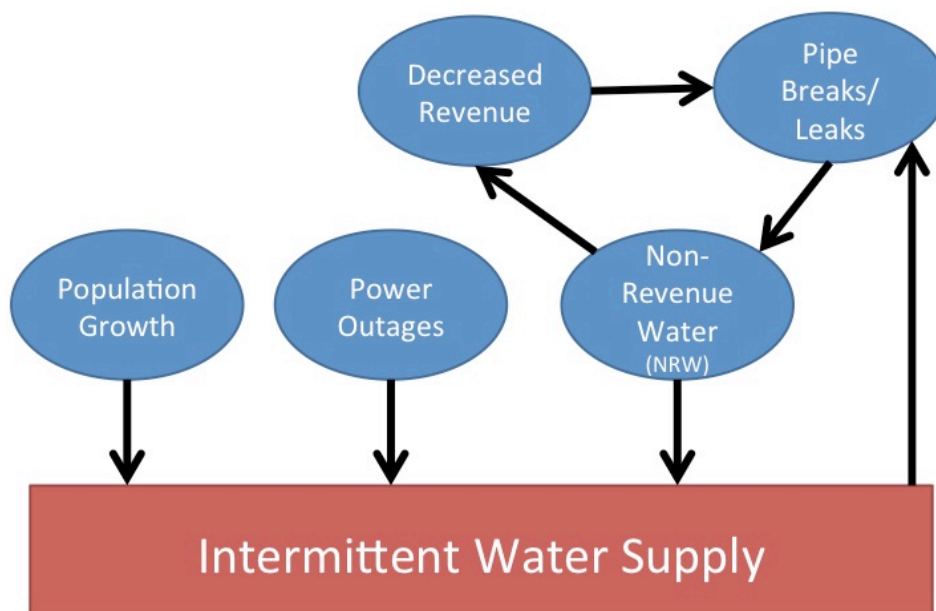 Decreased
Revenue
Pipe
Breaks/
Leaks
Population
Growth
Power
Outages
Non-
Revenue
Water
(NRW)
Intermittent Water Supply